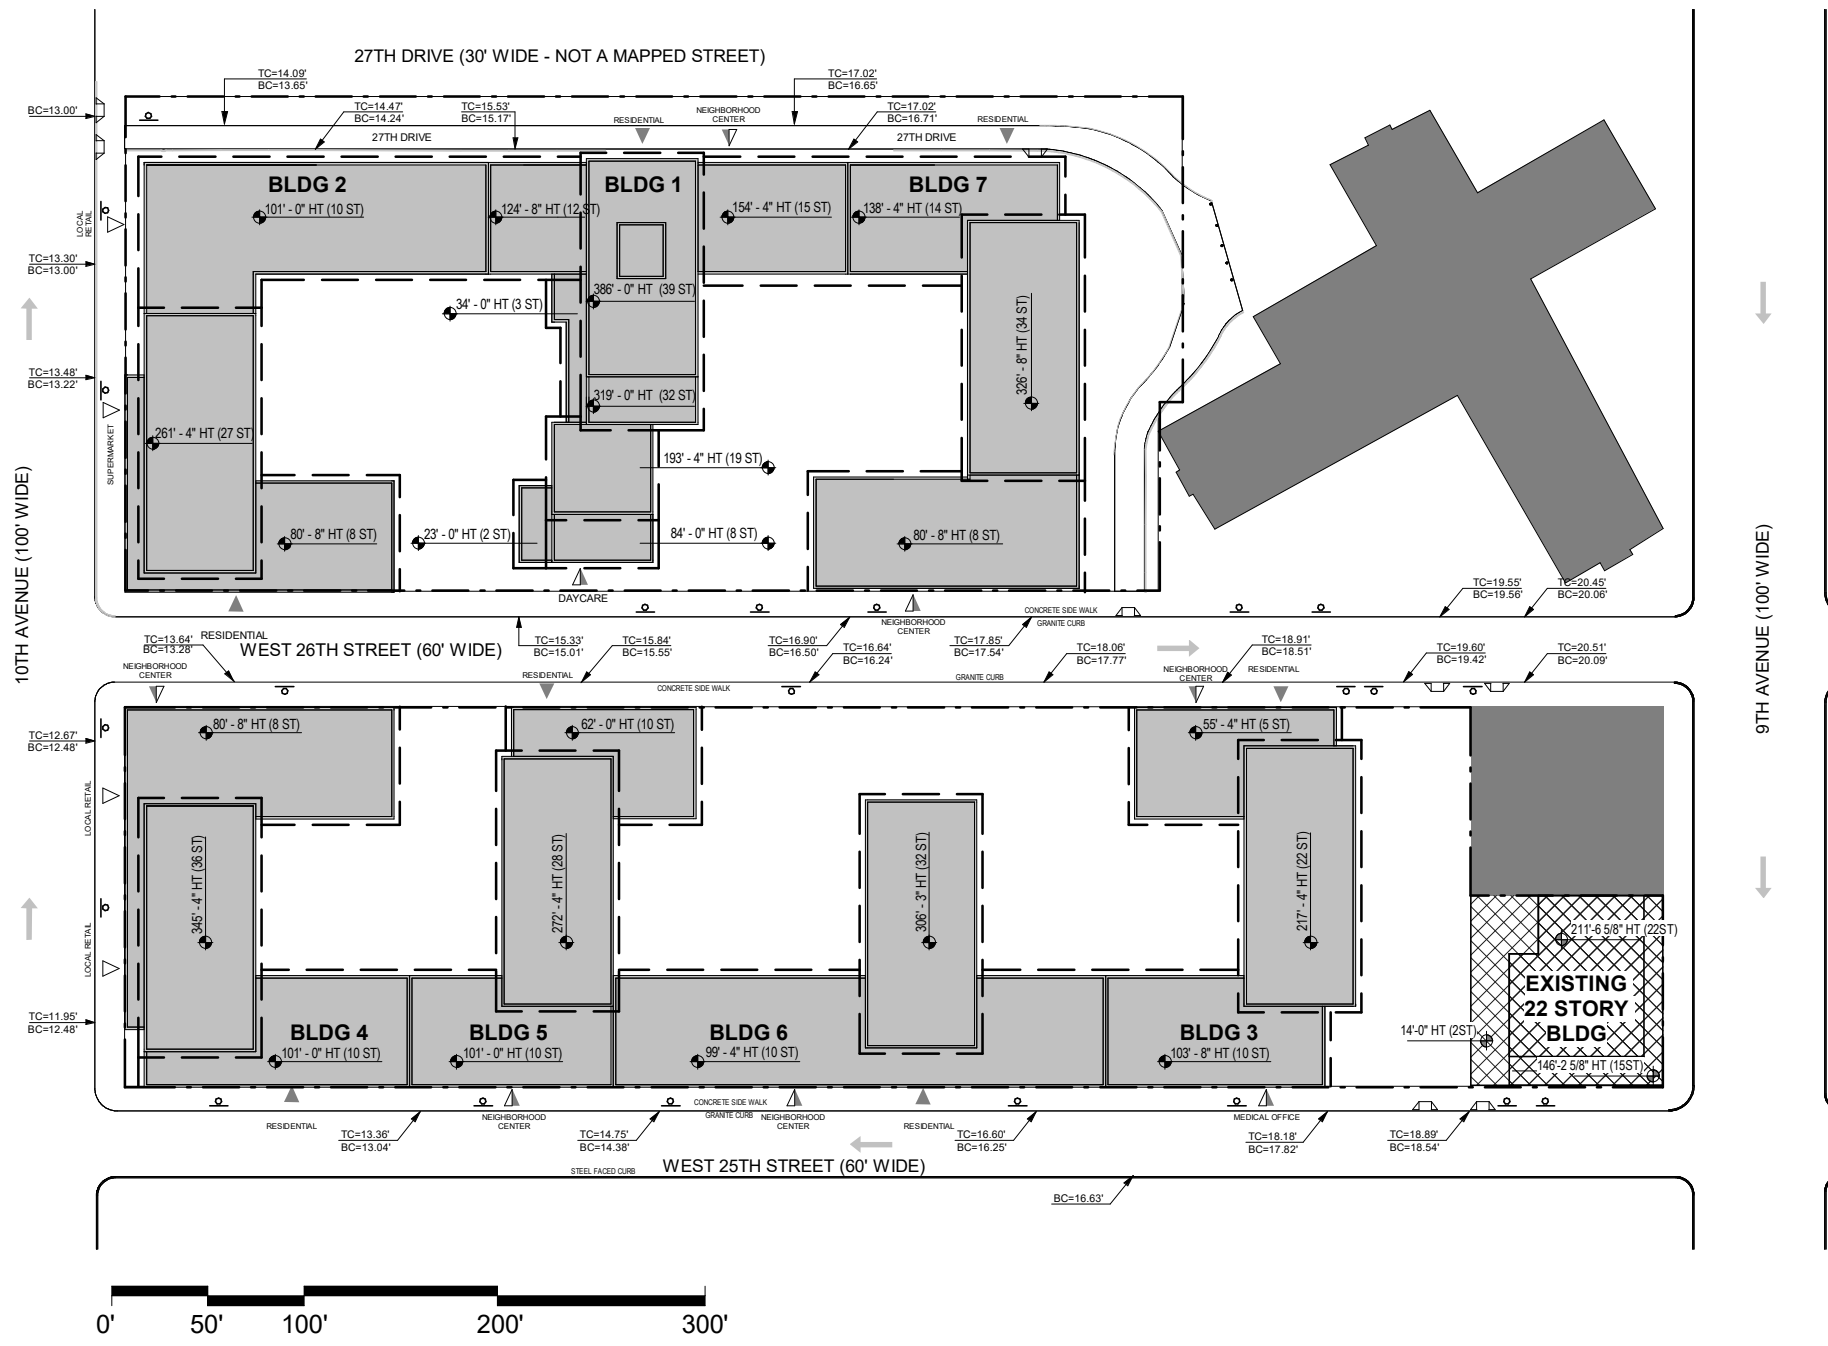 27TH DRIVE (30' WIDE - NOT A MAPPED STREET)
TC=14.09'
BC=13.65'
TC=17.02'
BC=16.65'
BC=13.00'
TC=14.47'
BC=14.24'
TC=15.53'
BC=15.17'
NEIGHBORHOOD
CENTER
TC=17.02'
BC=16.71'
RESIDENTIAL
RESIDENTIAL
27TH DRIVE
27TH DRIVE
BLDG 2
BLDG 1
BLDG 7
101' - 0" HT (10 ST)
124' - 8" HT (12 ST)
154' - 4" HT (15 ST)
138' - 4" HT (14 ST)
LOCAL
RETAIL
TC=13.30'
BC=13.00'
386' - 0" HT (39 ST)
34' - 0" HT (3 ST)
326' - 8" HT (34 ST)
TC=13.48'
BC=13.22'
319' - 0" HT (32 ST)
SUPERMARKET
261' - 4" HT (27 ST)
193' - 4" HT (19 ST)
80' - 8" HT (8 ST)
23' - 0" HT (2 ST)
84' - 0" HT (8 ST)
80' - 8" HT (8 ST)
10TH AVENUE (100' WIDE)
9TH AVENUE (100' WIDE)
DAYCARE
TC=19.55'
BC=19.56'
TC=20.45'
BC=20.06'
CONCRETE SIDE WALK
GRANITE CURB
NEIGHBORHOOD
CENTER
TC=13.64'
BC=13.28'
RESIDENTIAL
WEST 26TH STREET (60' WIDE)
TC=15.33'
BC=15.01'
TC=15.84'
BC=15.55'
TC=16.90'
BC=16.50'
TC=16.64'
BC=16.24'
TC=17.85'
BC=17.54'
TC=18.06'
BC=17.77'
TC=18.91'
BC=18.51'
TC=19.60'
BC=19.42'
TC=20.51'
BC=20.09'
NEIGHBORHOOD
CENTER
RESIDENTIAL
CONCRETE SIDE WALK
GRANITE CURB
NEIGHBORHOOD
CENTER
RESIDENTIAL
80' - 8" HT (8 ST)
62' - 0" HT (10 ST)
55' - 4" HT (5 ST)
TC=12.67'
BC=12.48'
LOCAL RETAIL
345' - 4" HT (36 ST)
272' - 4" HT (28 ST)
306' - 3" HT (32 ST)
217' - 4" HT (22 ST)
LOCAL RETAIL
211'-6 5/8" HT (22ST)
EXISTING
22 STORY
BLDG
14'-0" HT (2ST)
146'-2 5/8" HT (15ST)
TC=11.95'
BC=12.48'
BLDG 4
BLDG 5
BLDG 6
BLDG 3
101' - 0" HT (10 ST)
101' - 0" HT (10 ST)
99' - 4" HT (10 ST)
103' - 8" HT (10 ST)
CONCRETE SIDE WALK
GRANITE CURB
RESIDENTIAL
NEIGHBORHOOD
CENTER
NEIGHBORHOOD
CENTER
RESIDENTIAL
MEDICAL OFFICE
TC=13.36'
BC=13.04'
TC=14.75'
BC=14.38'
TC=16.60'
BC=16.25'
TC=18.18'
BC=17.82'
TC=18.89'
BC=18.54'
STEEL FACED CURB
WEST 25TH STREET (60' WIDE)
BC=16.63'
0' 50' 100' 200' 300'